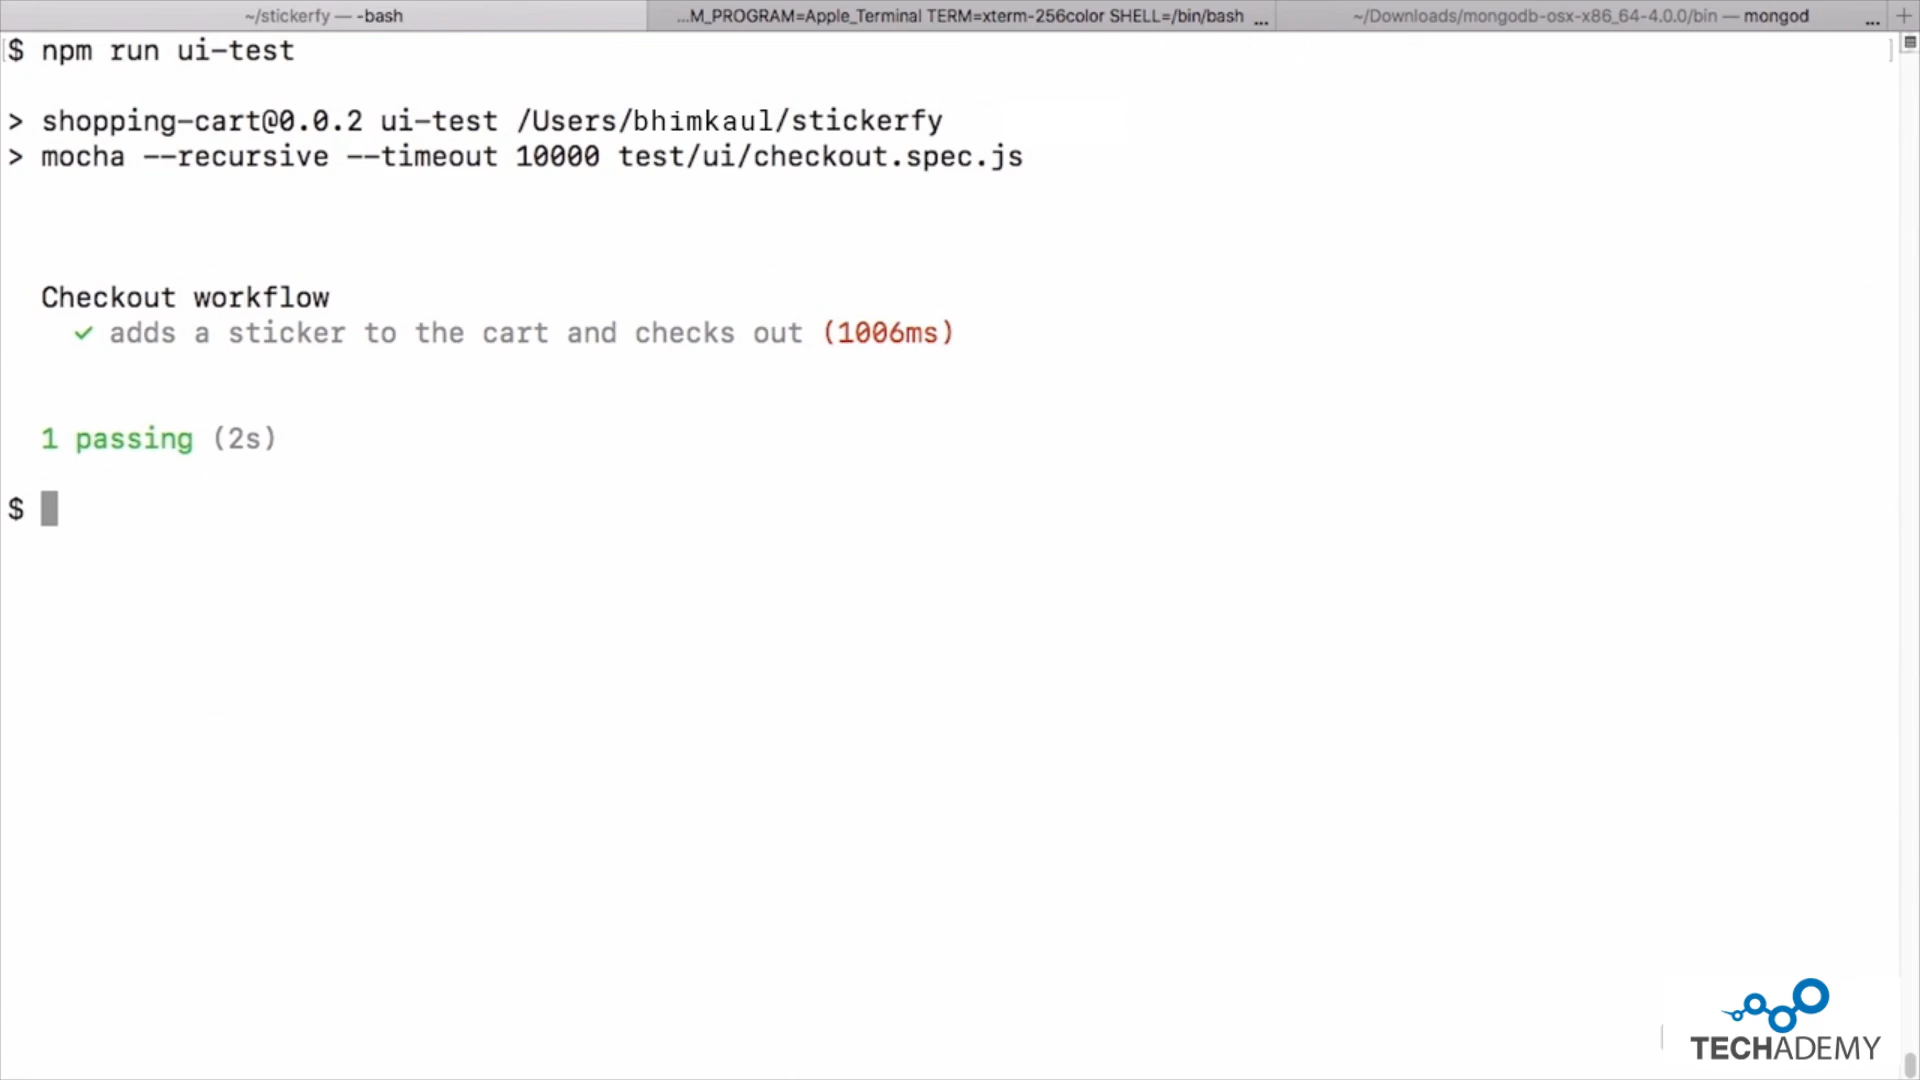 ~/stickerfy — -bash
...M_PROGRAM=Apple_Terminal TERM=xterm-256color SHELL=/bin/bash ...
~/Downloads/mongodb-osx-x86_64-4.0.0/bin — mongod ...
$ npm run ui-test
> shopping-cart@0.0.2 ui-test /Users/bhimkaul/stickerfy
> mocha --recursive --timeout 10000 test/ui/checkout.spec.js
Checkout workflow
✓ adds a sticker to the cart and checks out (1006ms)
1 passing (2s)
$
TECHADEMY